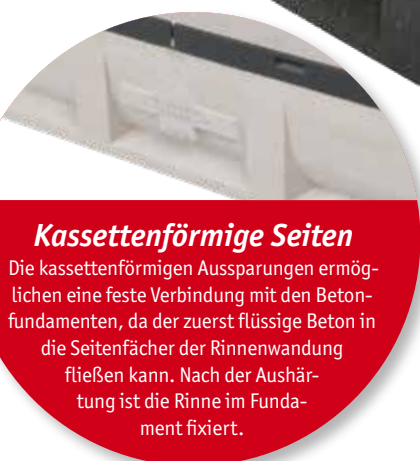 Kassettenförmige Seiten
Die kassettenförmigen Aussparungen ermög-
lichen eine feste Verbindung mit den Beton-
fundamenten, da der zuerst flüssige Beton in
die Seitenfächer der Rinnenwandung
fließen kann. Nach der Aushär-
tung ist die Rinne im Funda-
ment fixiert.